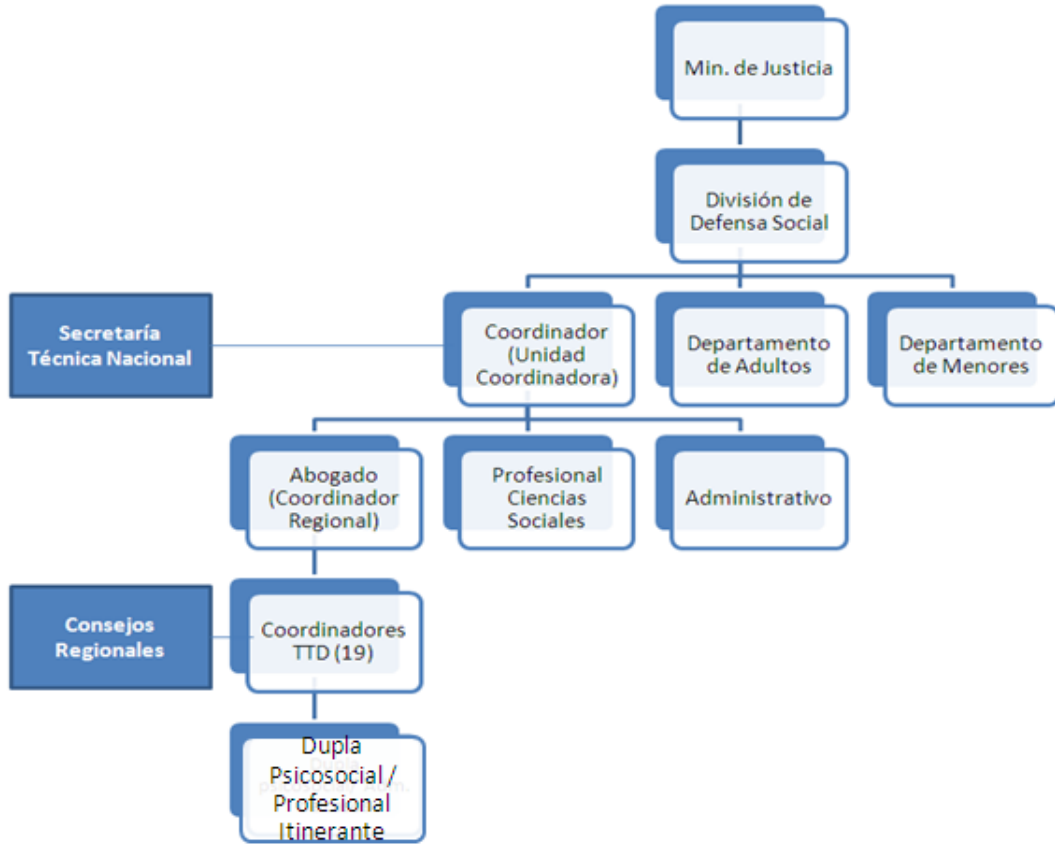 Min. de Justicia
División de
Defensa Social
Secretaría
Técnica Nacional
Coordinador
(Unidad
Coordinadora)
Departamento
de Adultos
Departamento
de Menores
Abogado
(Coordinador
Regional)
Profesional
Ciencias
Sociales
Administrativo
Consejos
Regionales
Coordinadores
TTD (19)
Dupla
Psicosocial /
Profesional
Itinerante